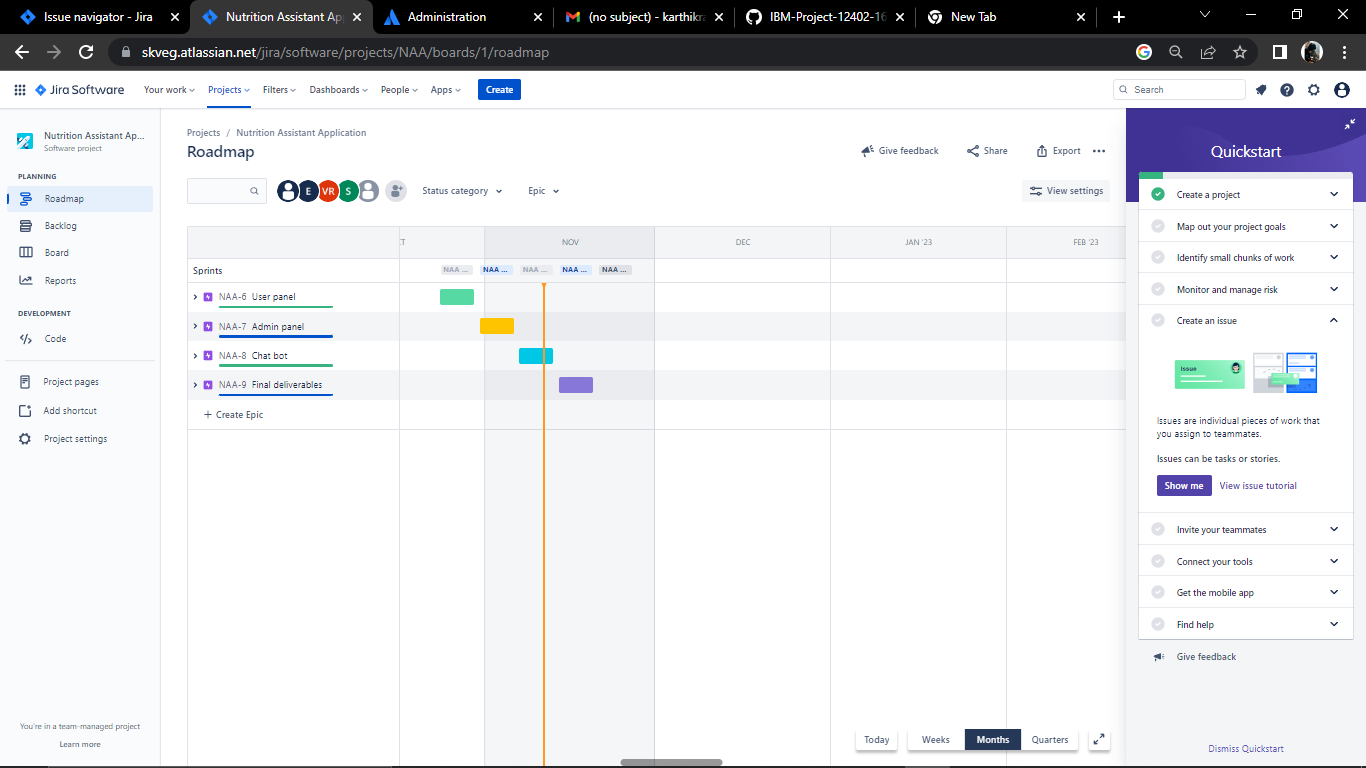 Issue navigator - Jira
Nutrition Assistant Ap
Administration
(no subject) - karthikra
IBM-Project-12402-16
New Tab
skveg.atlassian.net/jira/software/projects/NAA/boards/1/roadmap
Jira Software
Your work
Projects
Filters
Dashboards
People
Apps
Create
Search
Nutrition Assistant Ap...
Software project
PLANNING
Roadmap
Backlog
Board
Reports
DEVELOPMENT
Code
Project pages
Add shortcut
Project settings
You're in a team-managed project
Learn more
Projects / Nutrition Assistant Application
Roadmap
Give feedback
Share
Export
E
VR
S
Status category
Epic
View settings
NOV
DEC
JAN '23
FEB '23
Sprints
NAA ...
NAA ...
NAA ...
NAA ...
NAA ...
NAA-6 User panel
NAA-7 Admin panel
NAA-8 Chat bot
NAA-9 Final deliverables
+ Create Epic
Today
Weeks
Months
Quarters
Quickstart
Create a project
Map out your project goals
Identify small chunks of work
Monitor and manage risk
Create an issue
Issue
Issues are individual pieces of work that
you assign to teammates.
Issues can be tasks or stories.
Show me
View issue tutorial
Invite your teammates
Connect your tools
Get the mobile app
Find help
Give feedback
Dismiss Quickstart